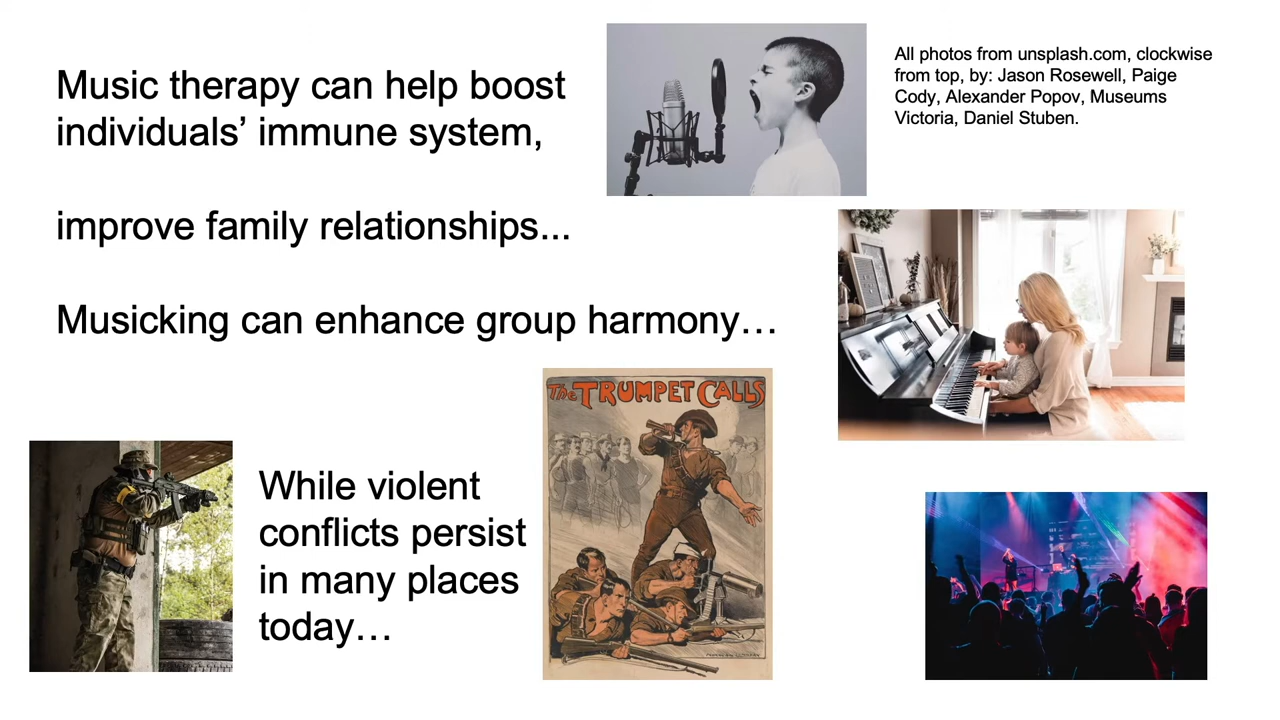 Music therapy can help boost
individuals’ immune system,
improve family relationships...
Musicking can enhance group harmony…
All photos from unsplash.com, clockwise
from top, by: Jason Rosewell, Paige
Cody, Alexander Popov, Museums
Victoria, Daniel Stuben.
The TRUMPET CALLS
While violent
conflicts persist
in many places
today…